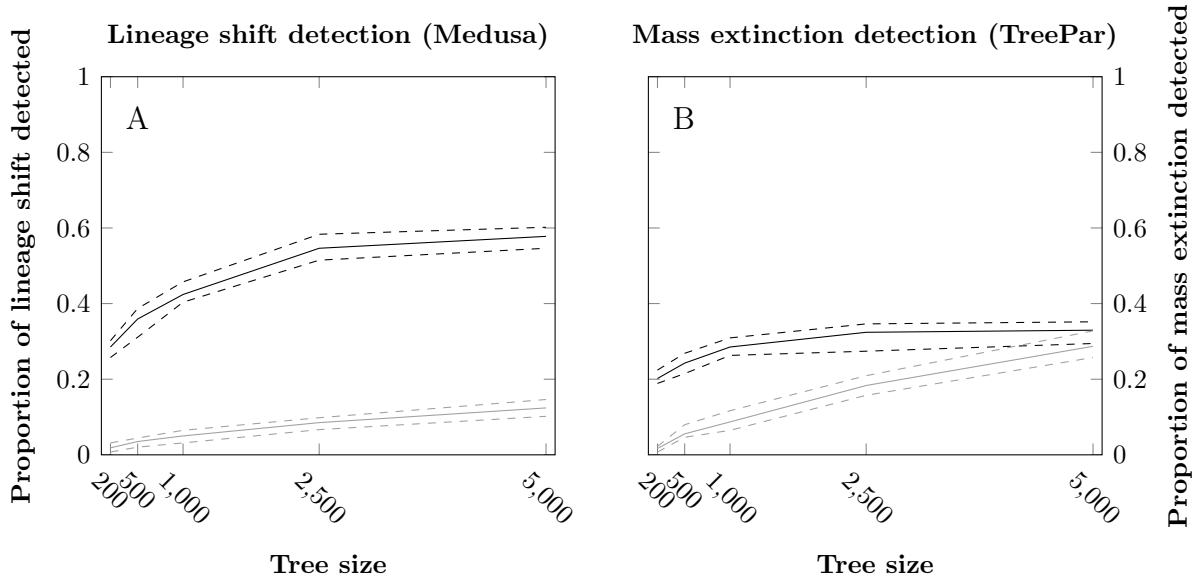 Lineage shift detection (Medusa)
Proportion of lineage shift detected
1
0.8
0.6
0.4
0.2
0
A
200
500
1,000
2,500
5,000
Tree size
Mass extinction detection (TreePar)
B
1
0.8
0.6
0.4
0.2
0
Proportion of mass extinction detected
200
500
1,000
2,500
5,000
Tree size